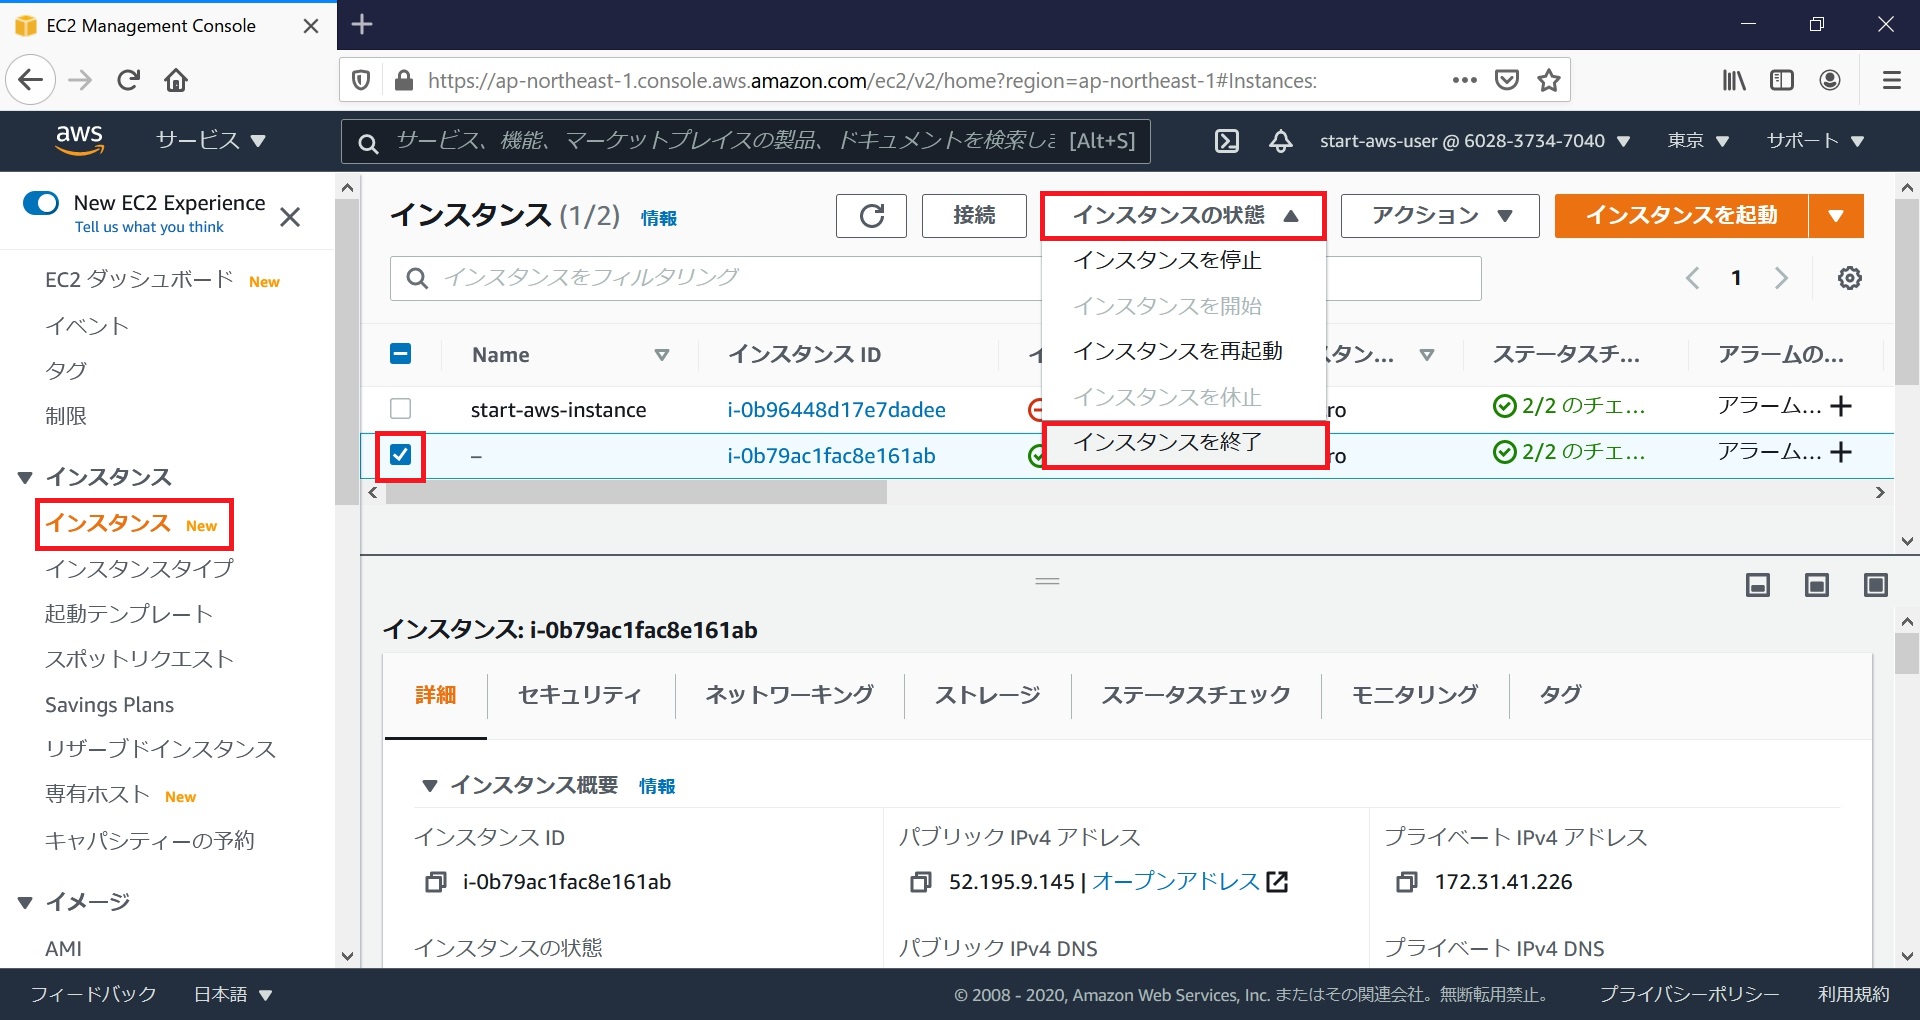 EC2 Management Console
https://ap-northeast-1.console.aws.amazon.com/ec2/v2/home?region=ap-northeast-1#Instances:
aws
サービス
サービス、機能、マーケットプレイスの製品、ドキュメントを検索しま
[Alt+S]
start-aws-user @ 6028-3734-7040
東京
サポート
New EC2 Experience
Tell us what you think
EC2 ダッシュボード New
イベント
タグ
制限
インスタンス
インスタンス New
インスタンスタイプ
起動テンプレート
スポットリクエスト
Savings Plans
リザーブドインスタンス
専有ホスト New
キャパシティーの予約
イメージ
AMI
インスタンス (1/2) 情報
接続
インスタンスの状態
アクション
インスタンスを起動
インスタンスをフィルタリング
1
インスタンスを停止
インスタンスを開始
インスタンスを再起動
インスタンスを休止
インスタンスを終了
Name インスタンス ID タン... ステータスチ... アラームの...
start-aws-instance i-0b96448d17e7dadee ro 2/2 のチェ... アラーム... +
– i-0b79ac1fac8e161ab ro 2/2 のチェ... アラーム... +
インスタンス: i-0b79ac1fac8e161ab
詳細 セキュリティ ネットワーキング ストレージ ステータスチェック モニタリング タグ
インスタンス概要 情報
インスタンス ID パブリック IPv4 アドレス プライベート IPv4 アドレス
i-0b79ac1fac8e161ab 52.195.9.145 | オープンアドレス 172.31.41.226
インスタンスの状態 パブリック IPv4 DNS プライベート IPv4 DNS
フィードバック 日本語 © 2008 - 2020, Amazon Web Services, Inc. またはその関連会社。無断転用禁止。 プライバシーポリシー 利用規約